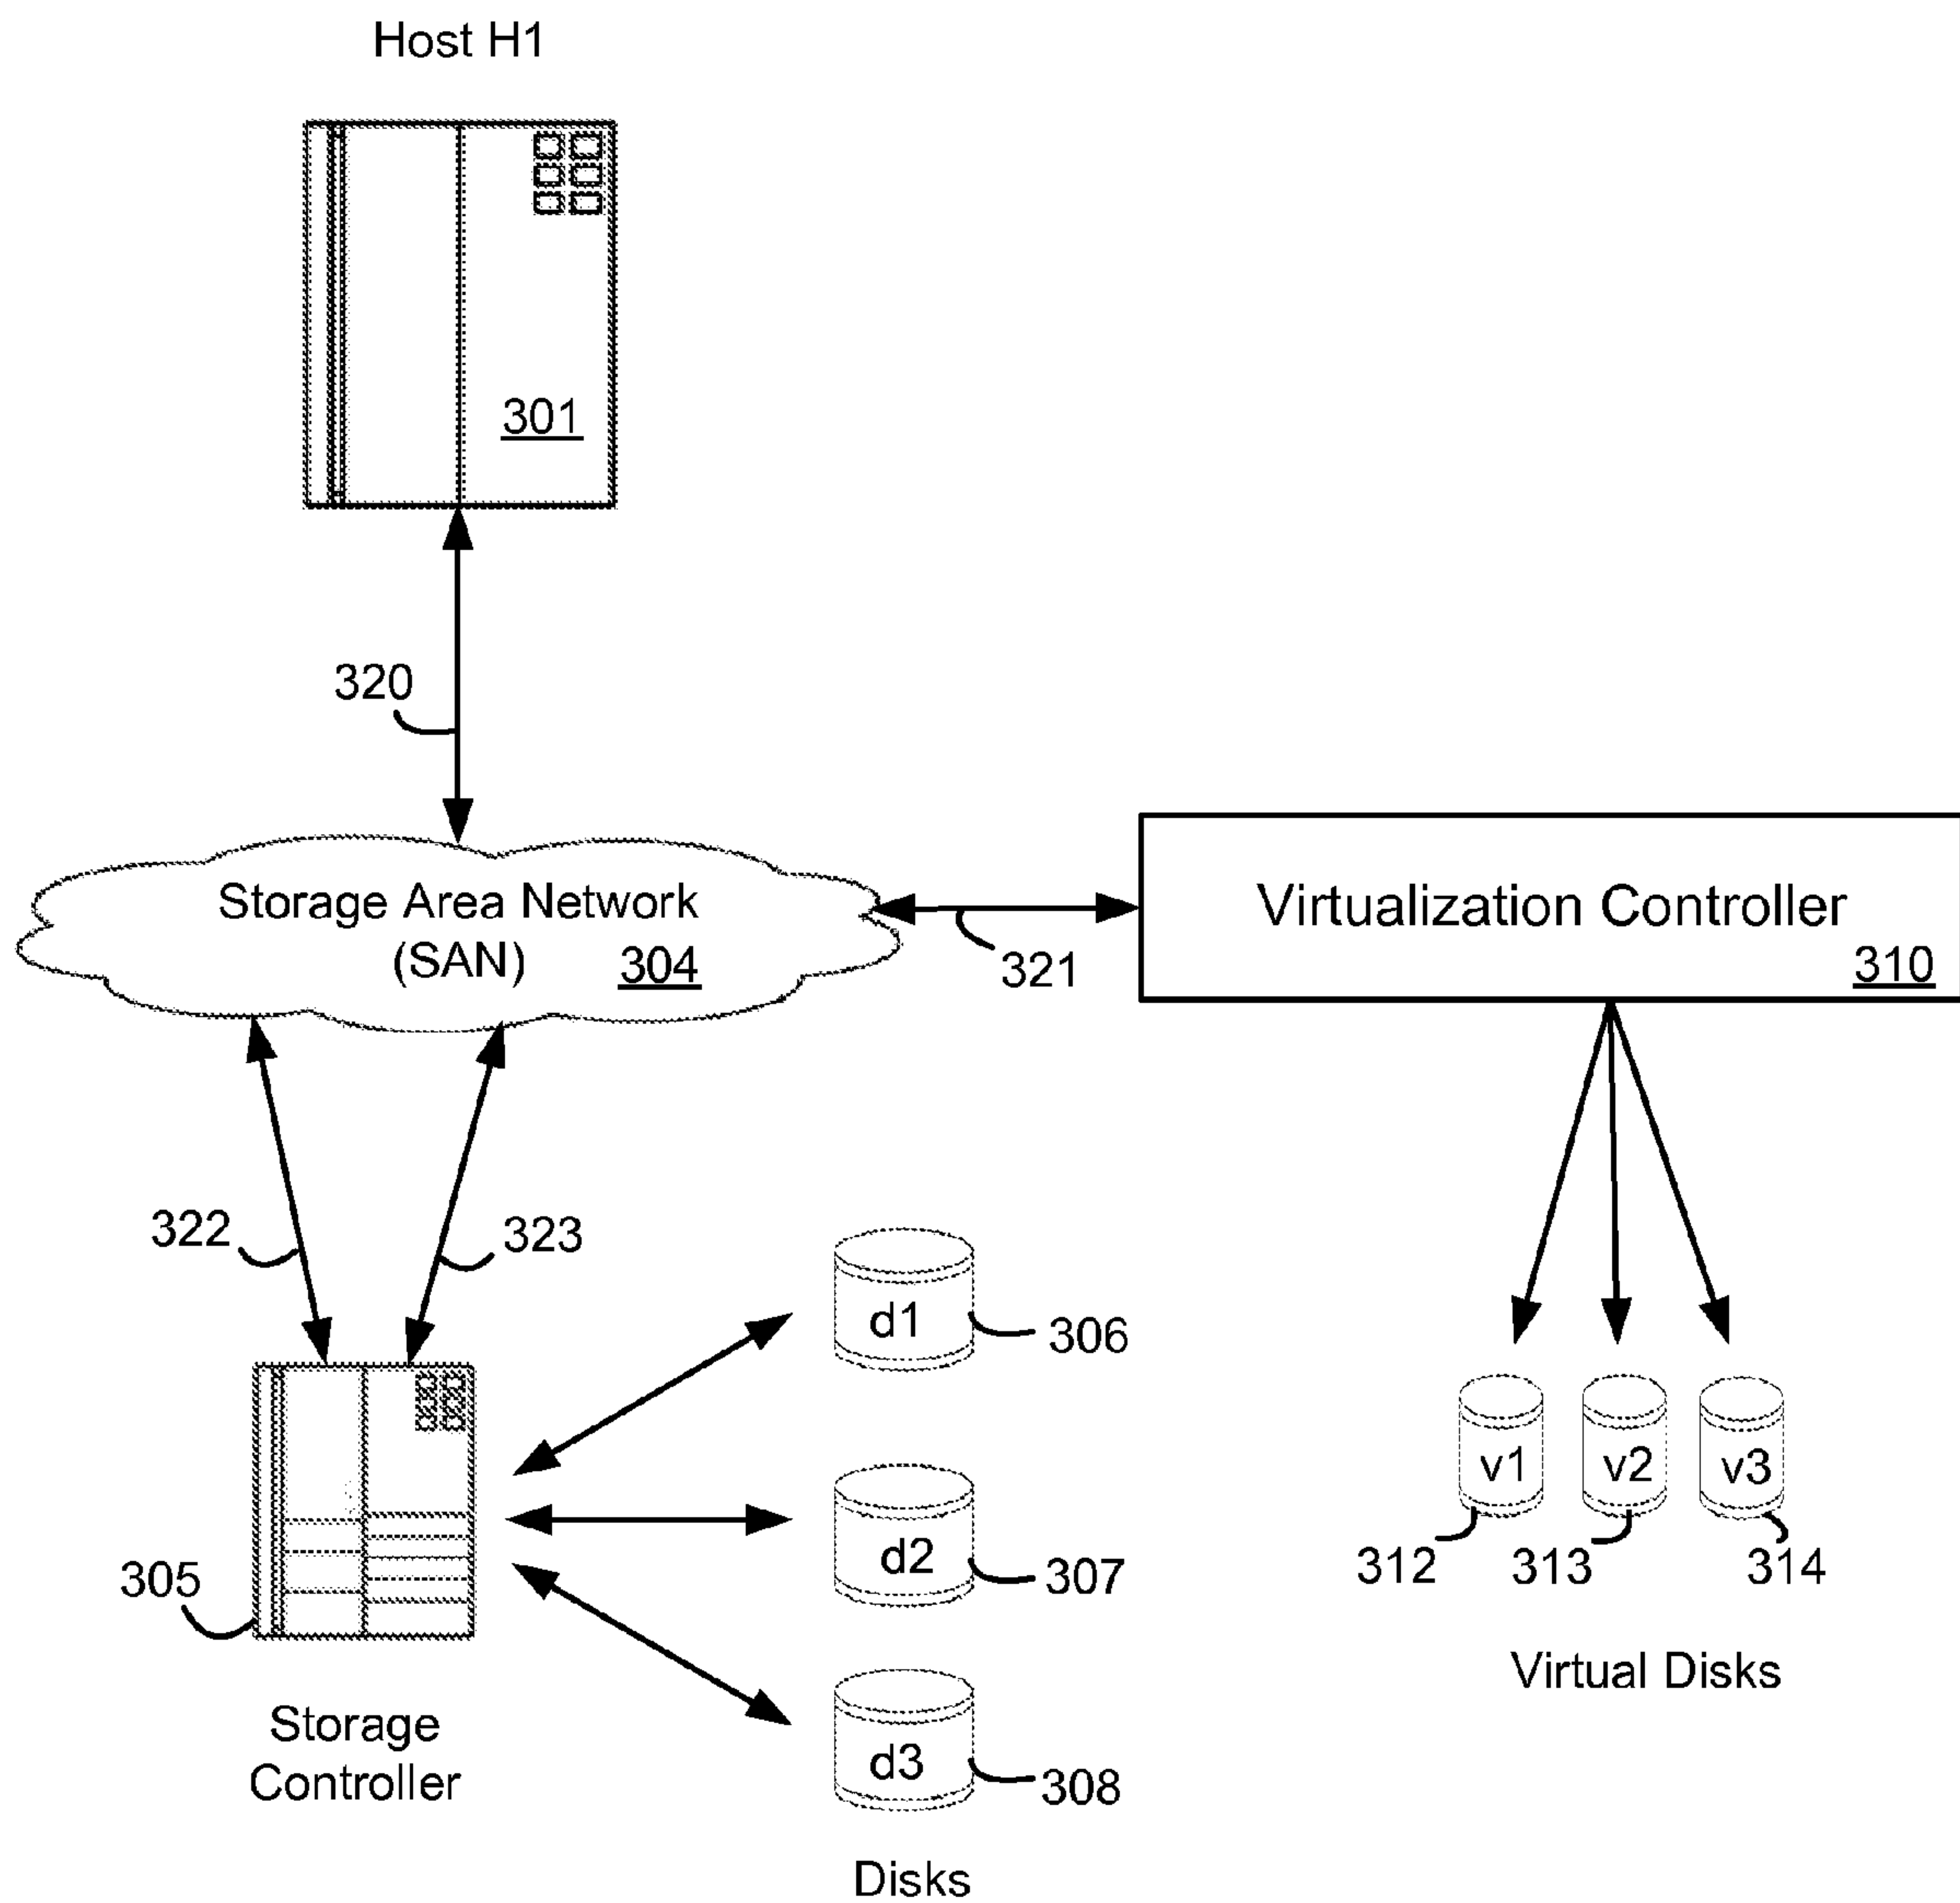 Host H1
301
320
Storage Area Network
(SAN)
304
321
Virtualization Controller
310
322
323
d1
306
d2
307
d3
308
305
Storage
Controller
Disks
v1
v2
v3
312
313
314
Virtual Disks